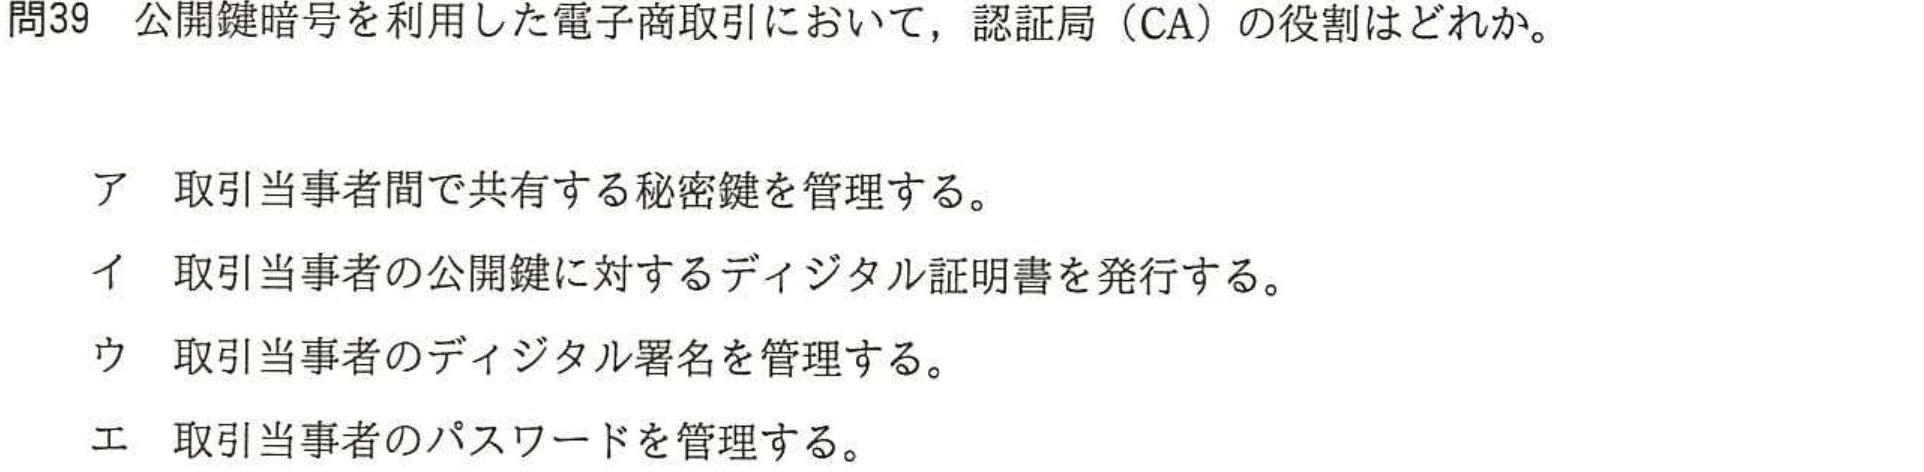 問39 公開鍵暗号を利用した電子商取引において，認証局（CA）の役割はどれか。
ア 取引当事者間で共有する秘密鍵を管理する。
イ 取引当事者の公開鍵に対するディジタル証明書を発行する。
ウ 取引当事者のディジタル署名を管理する。
エ 取引当事者のパスワードを管理する。